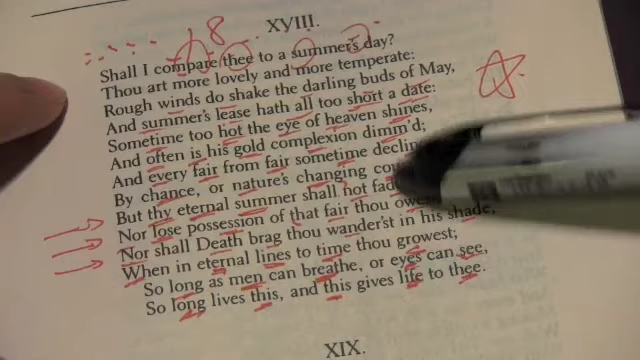 XVIII.
18
Shall I compare thee to a summer's day?
Thou art more lovely and more temperate:
Rough winds do shake the darling buds of May,
And summer's lease hath all too short a date:
Sometime too hot the eye of heaven shines,
And often is his gold complexion dimm'd;
And every fair from fair sometime declin
By chance, or nature's changing cou
But thy eternal summer shall not fad
Nor lose possession of that fair thou owe
Nor shall Death brag thou wander'st in his shade,
When in eternal lines to time thou growest;
So long as men can breathe, or eyes can see,
So long lives this, and this gives life to thee.
XIX.